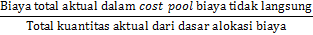 Biaya total aktual dalam cost pool biaya tidak langsung
Total kuantitas aktual dari dasar alokasi biaya